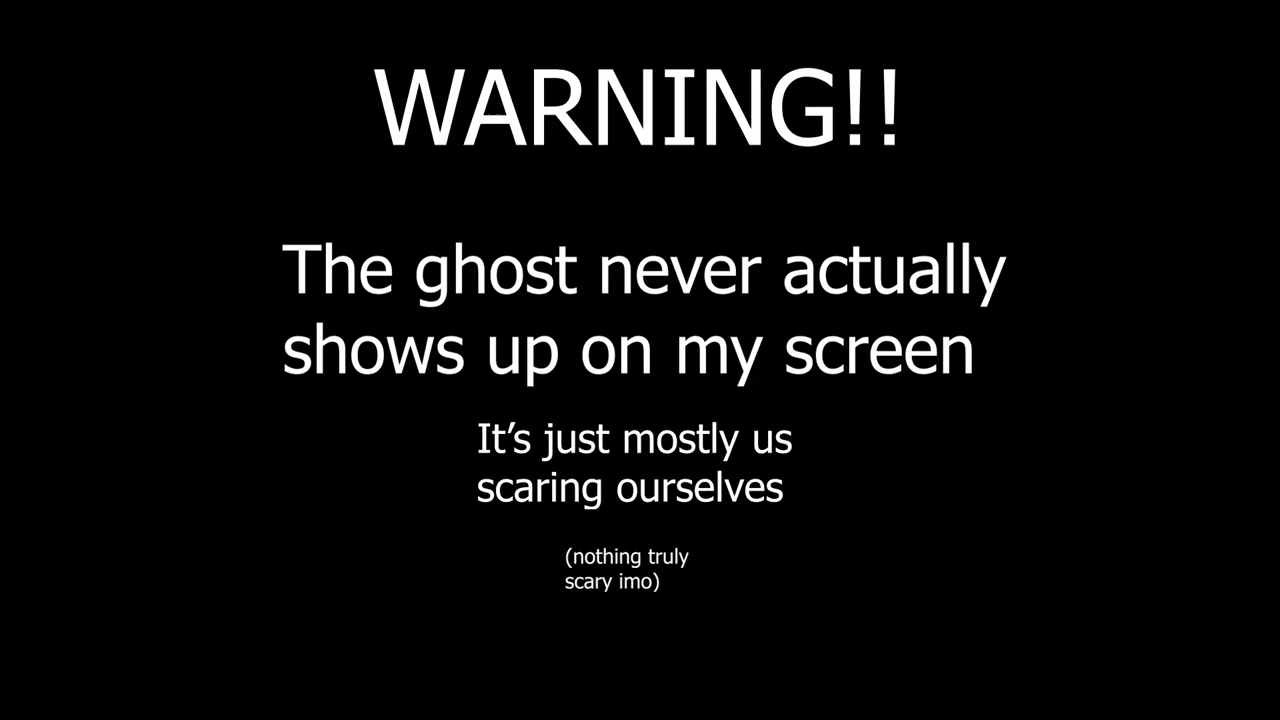 WARNING!!
The ghost never actually
shows up on my screen
It’s just mostly us
scaring ourselves
(nothing truly
scary imo)